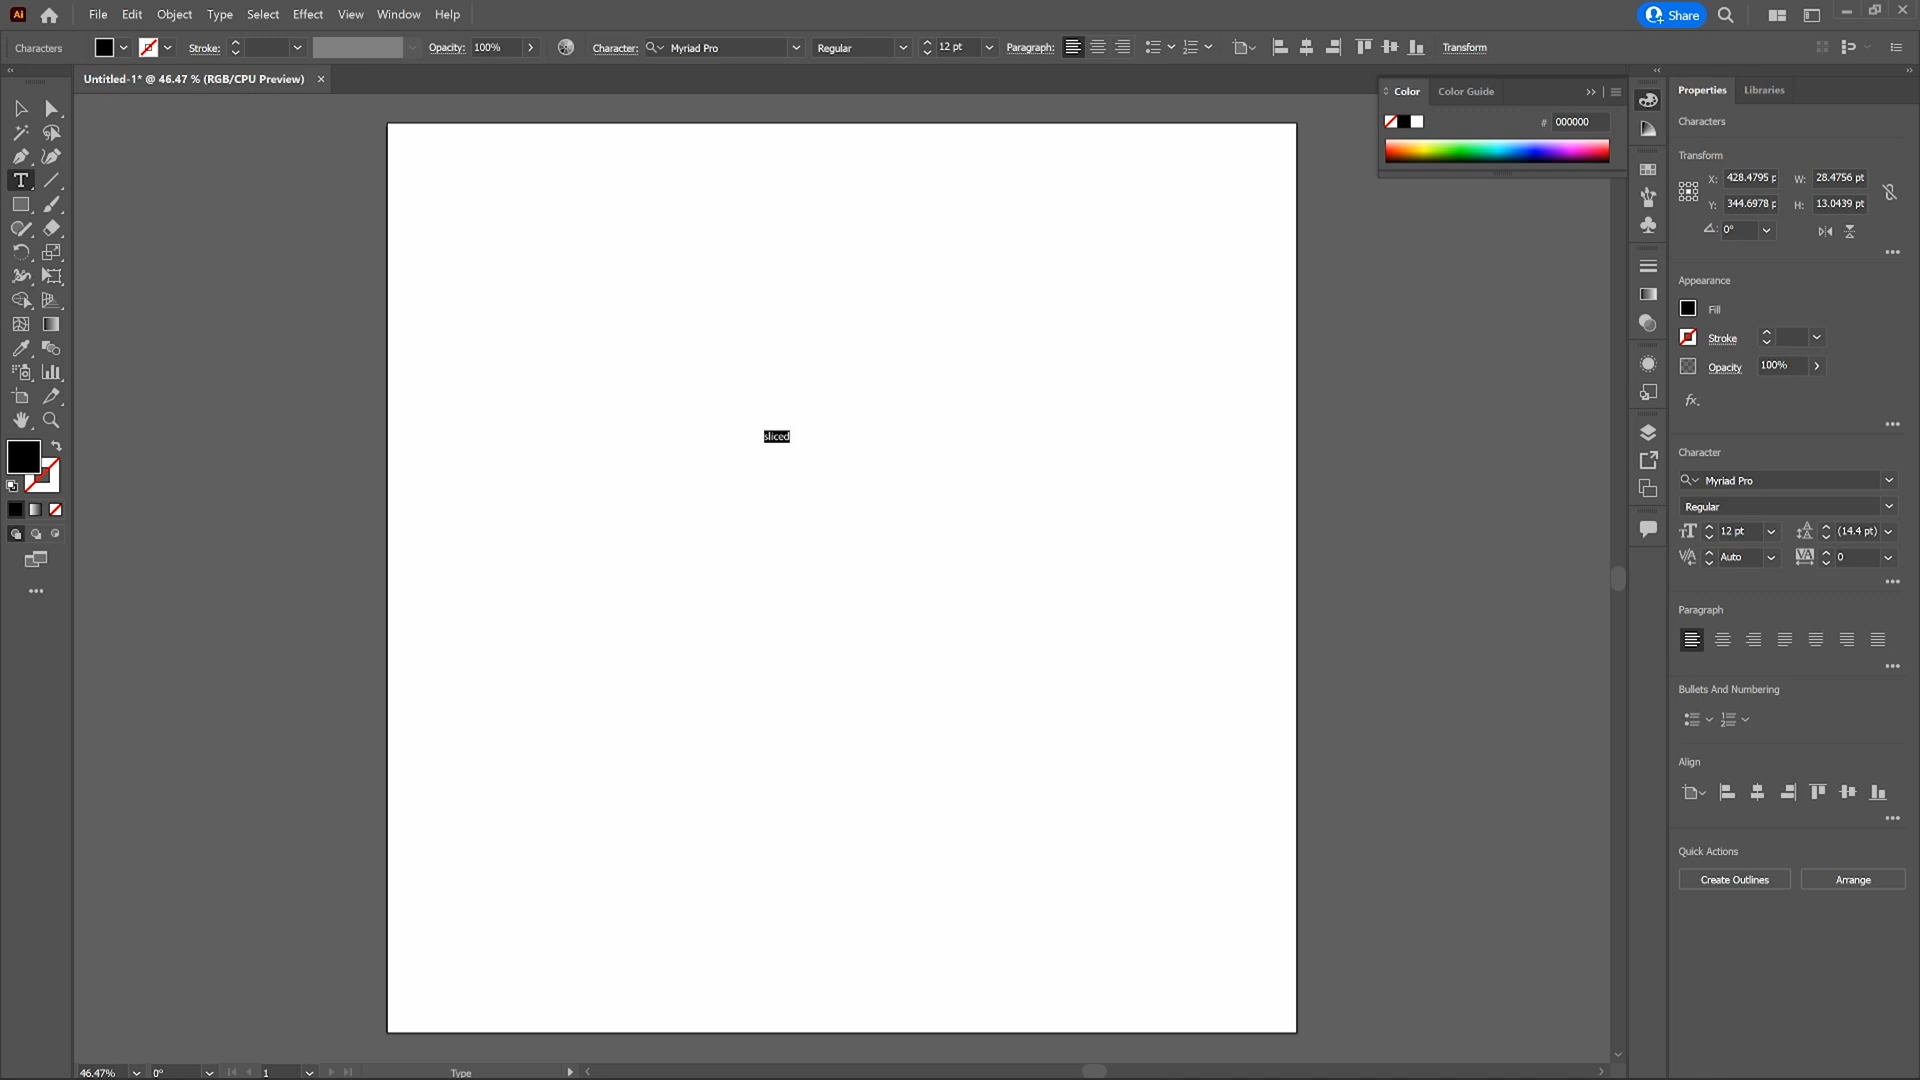 Ai File Edit Object Type Select Effect View Window Help Share
Characters Stroke: Opacity: 100% Character: Myriad Pro Regular 12 pt Paragraph: Transform
Untitled-1* @ 46.47 % (RGB/CPU Preview) ×
Color Color Guide
# 000000
Properties Libraries
Characters
Transform
X: 428.4795 p W: 28.4756 pt
Y: 344.6978 p H: 13.0439 pt
0°
Appearance
Fill
Stroke
Opacity 100%
fx.
Character
Myriad Pro
Regular
12 pt (14.4 pt)
Auto 0
Paragraph
Bullets And Numbering
Align
Quick Actions
Create Outlines Arrange
sliced
46.47% 0° 1 Type